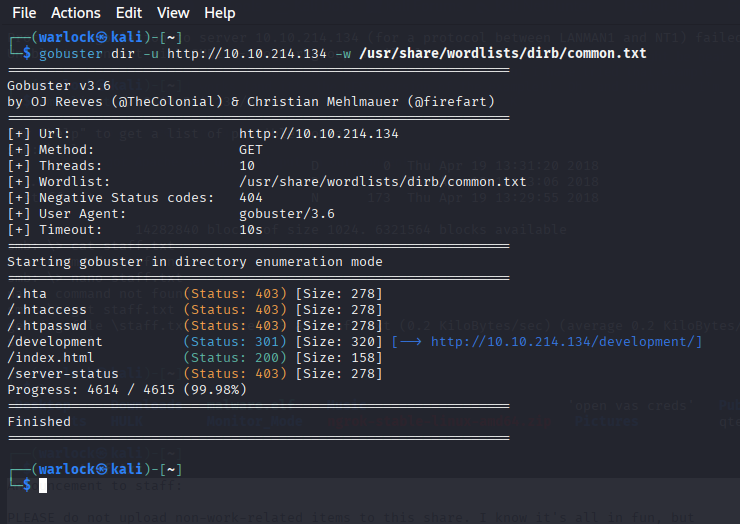 File Actions Edit View Help
┌──(warlock㉿kali)-[~]
└─$ gobuster dir -u http://10.10.214.134 -w /usr/share/wordlists/dirb/common.txt
===============================================================
Gobuster v3.6
by OJ Reeves (@TheColonial) & Christian Mehlmauer (@firefart)
===============================================================
[+] Url: http://10.10.214.134
[+] Method: GET
[+] Threads: 10
[+] Wordlist: /usr/share/wordlists/dirb/common.txt
[+] Negative Status codes: 404
[+] User Agent: gobuster/3.6
[+] Timeout: 10s
===============================================================
Starting gobuster in directory enumeration mode
===============================================================
/.hta (Status: 403) [Size: 278]
/.htaccess (Status: 403) [Size: 278]
/.htpasswd (Status: 403) [Size: 278]
/development (Status: 301) [Size: 320] [--> http://10.10.214.134/development/]
/index.html (Status: 200) [Size: 158]
/server-status (Status: 403) [Size: 278]
Progress: 4614 / 4615 (99.98%)
===============================================================
Finished
===============================================================
┌──(warlock㉿kali)-[~]
└─$